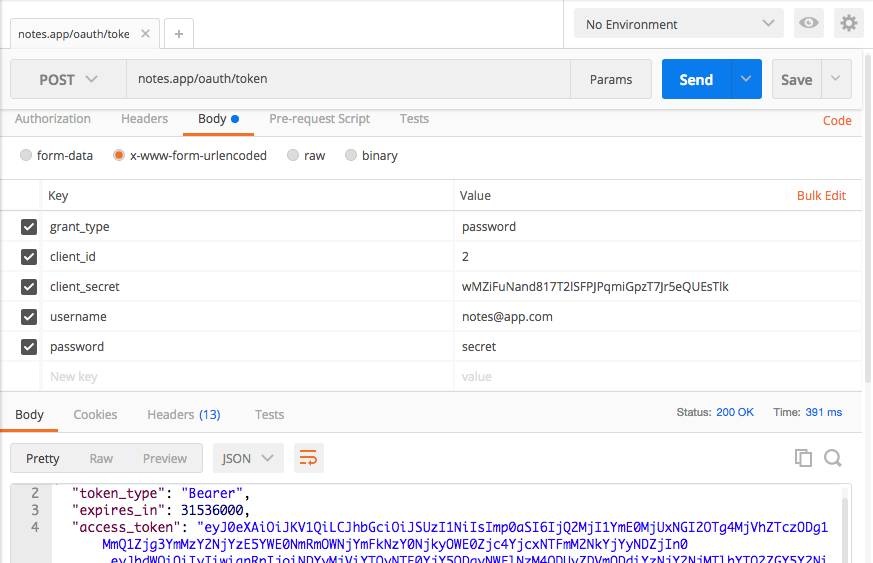 notes.app/oauth/toke
No Environment
POST
notes.app/oauth/token
Params
Send
Save
Authorization
Headers
Body
Pre-request Script
Tests
Code
form-data
x-www-form-urlencoded
raw
binary
Key
Value
Bulk Edit
grant_type
password
client_id
2
client_secret
wMZiFuNand817T2lSFPJPqmiGpzT7Jr5eQUEsTlk
username
notes@app.com
password
secret
New key
value
Body
Cookies
Headers (13)
Tests
Status: 200 OK
Time: 391 ms
Pretty
Raw
Preview
JSON
2 "token_type": "Bearer",
3 "expires_in": 31536000,
4 "access_token": "eyJ0eXAiOiJKV1QiLCJhbGciOiJSUzI1NiIsImp0aSI6IjQ2MjI1YmE0MjUxNGI2OTg4MjVhZTczODg1
MmQ1Zjg3YmMzY2NjYzE5YWE0NmRmOWNjYmFkNzY0NjkyOWE0Zjc4YjcxNTFmM2NkYjYyNDZjIn0